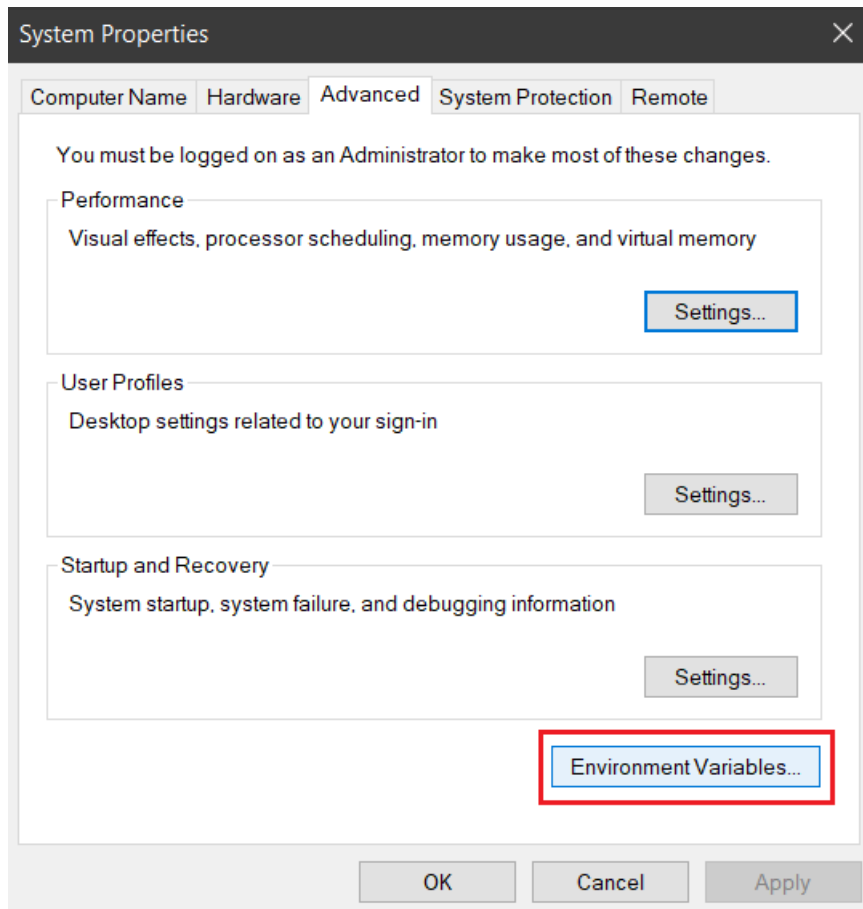 System Properties
Computer Name Hardware Advanced System Protection Remote
You must be logged on as an Administrator to make most of these changes.
Performance
Visual effects, processor scheduling, memory usage, and virtual memory
Settings...
User Profiles
Desktop settings related to your sign-in
Settings...
Startup and Recovery
System startup, system failure, and debugging information
Settings...
Environment Variables...
OK Cancel Apply